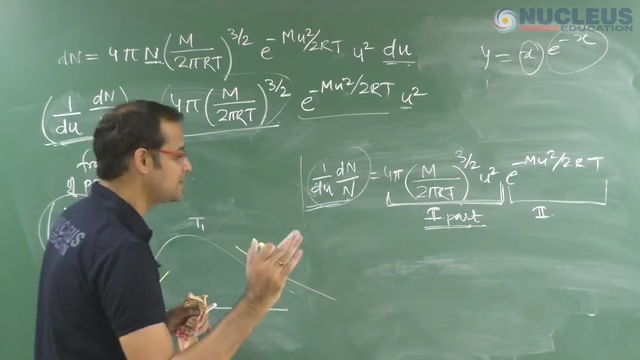 NUCLEUS
EDUCATION
dN = 4π N (M/2πRT)^3/2 e^-Mu²/2RT u² du
y = x e^-x
(1/du dN/N) = 4π (M/2πRT)^3/2 e^-Mu²/2RT u²
1/du dN/N = 4π (M/2πRT)^3/2 u² e^-Mu²/2RT
I part
II
T₁
NUCLEUS